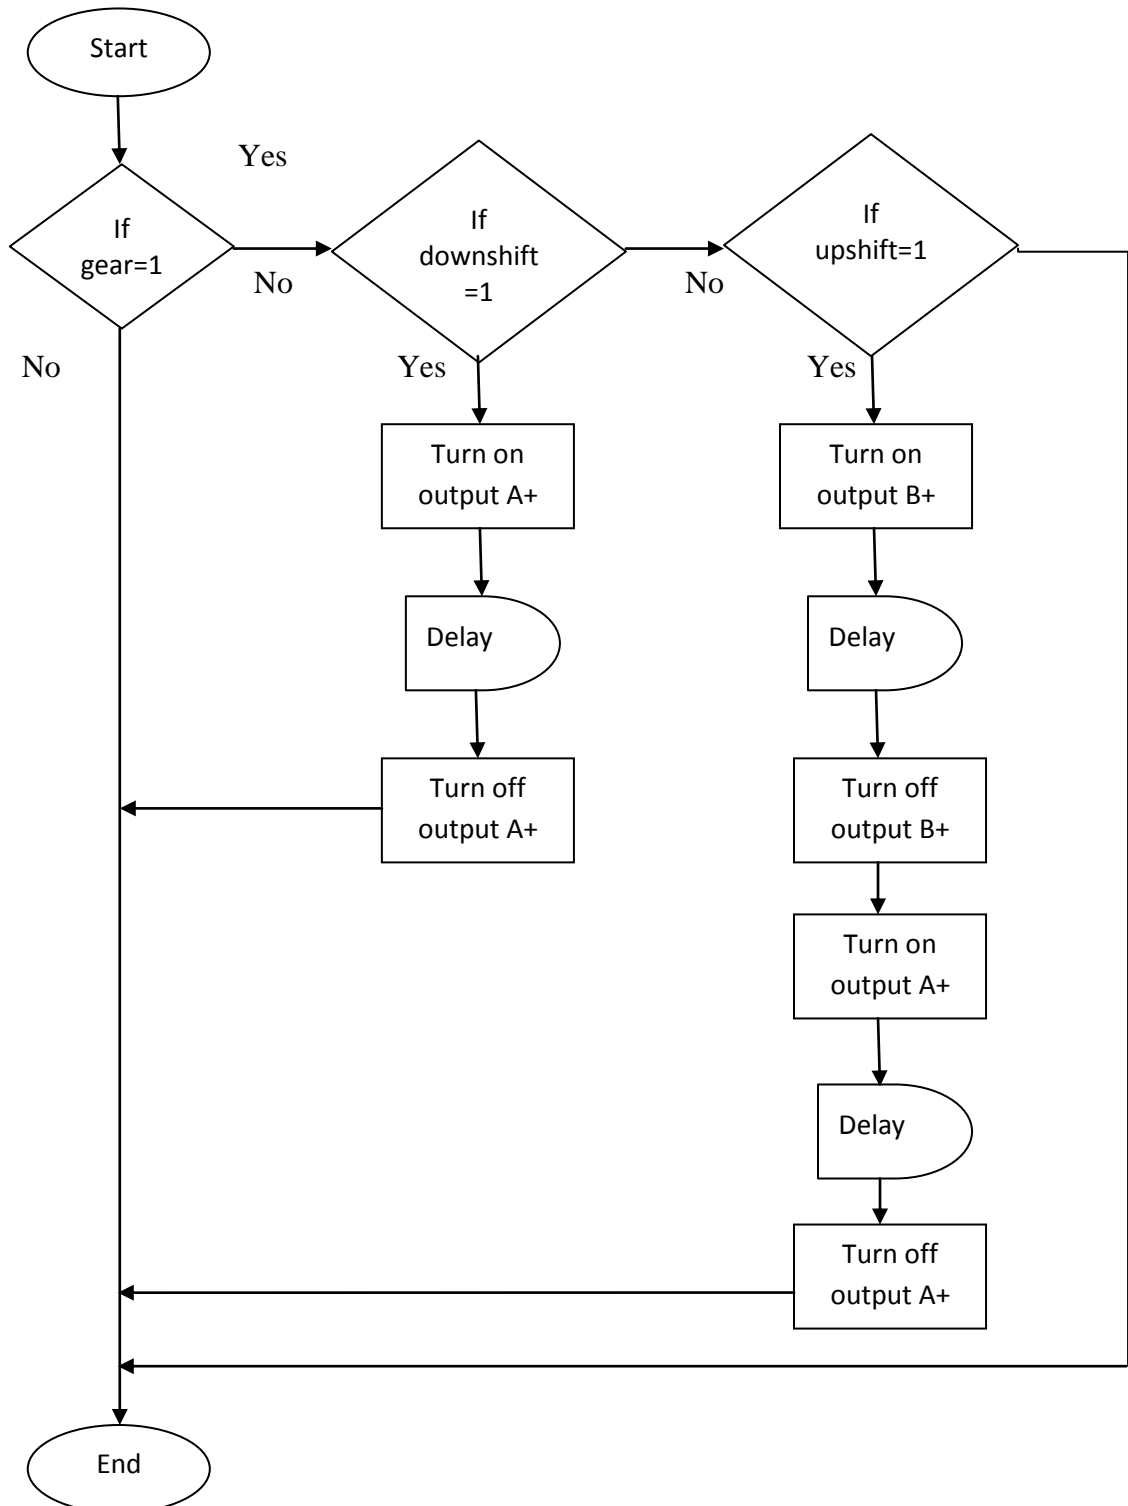 Start
Yes
If
gear=1
No
If
downshift
=1
No
If
upshift=1
No
Yes
Yes
Turn on
output A+
Turn on
output B+
Delay
Delay
Turn off
output A+
Turn off
output B+
Turn on
output A+
Delay
Turn off
output A+
End